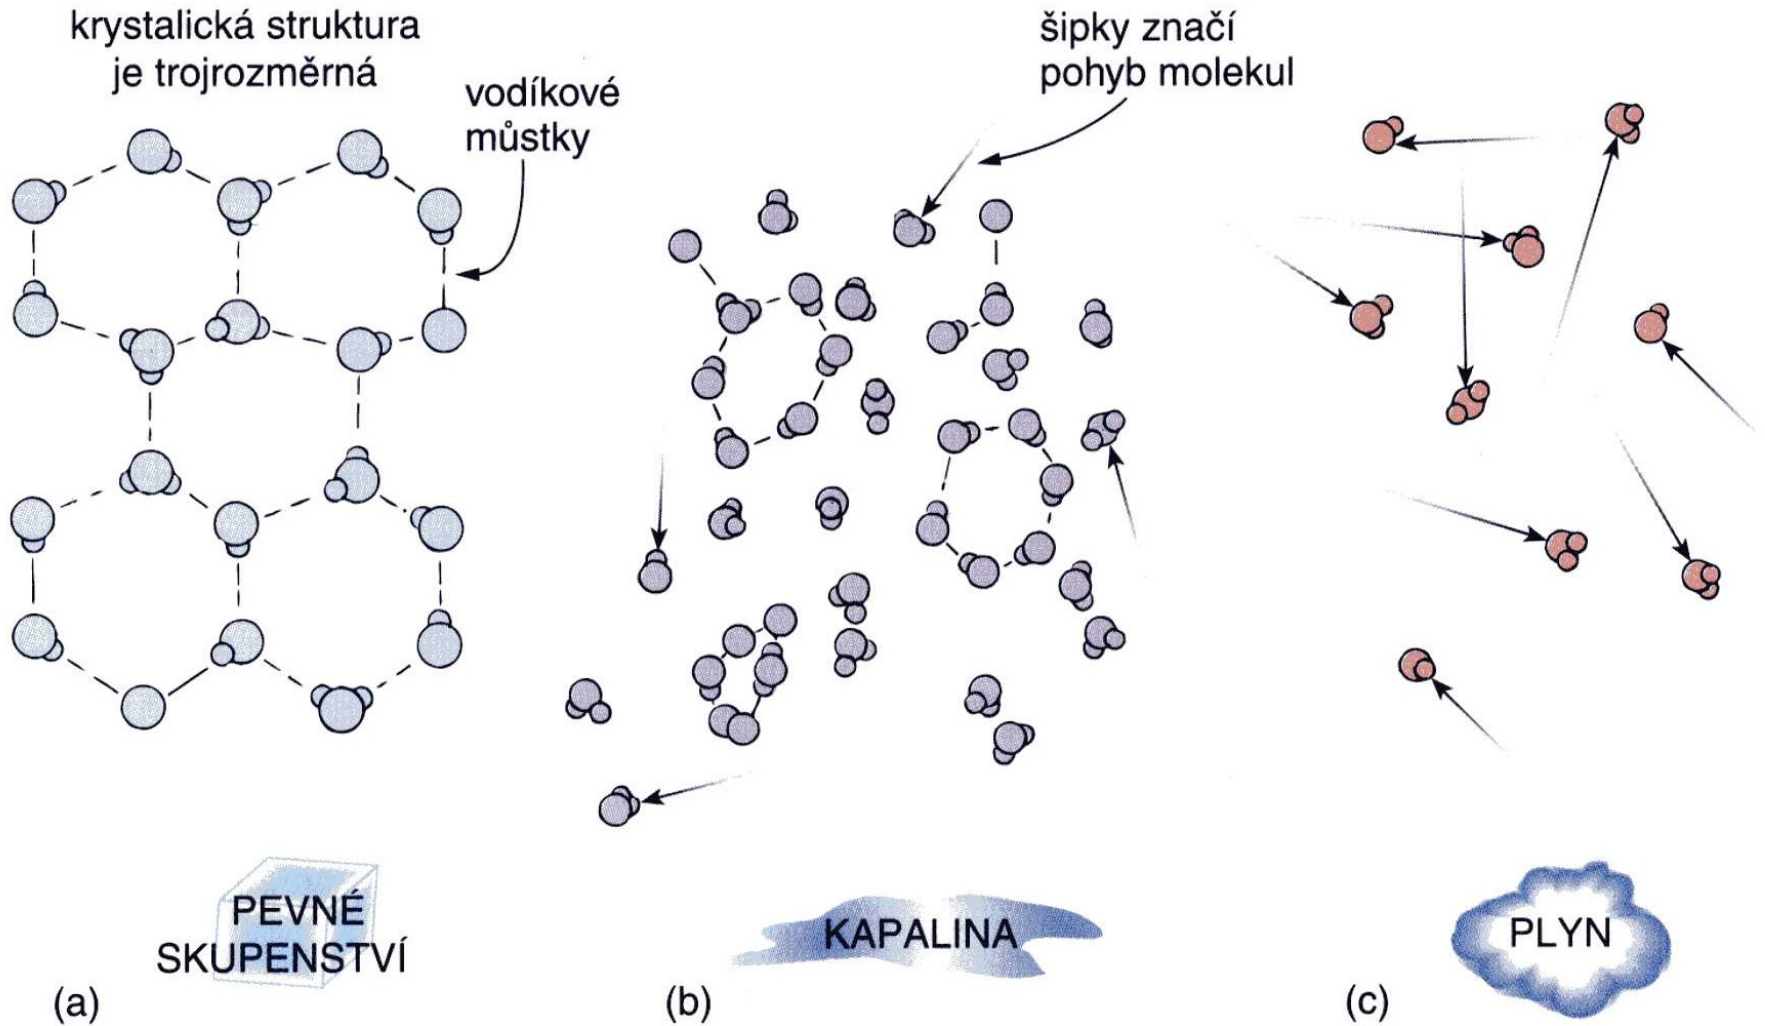 krystalická struktura
je trojrozměrná
vodíkové
můstky
šipky značí
pohyb molekul
PEVNÉ
SKUPENSTVÍ
KAPALINA
PLYN
(a)
(b)
(c)